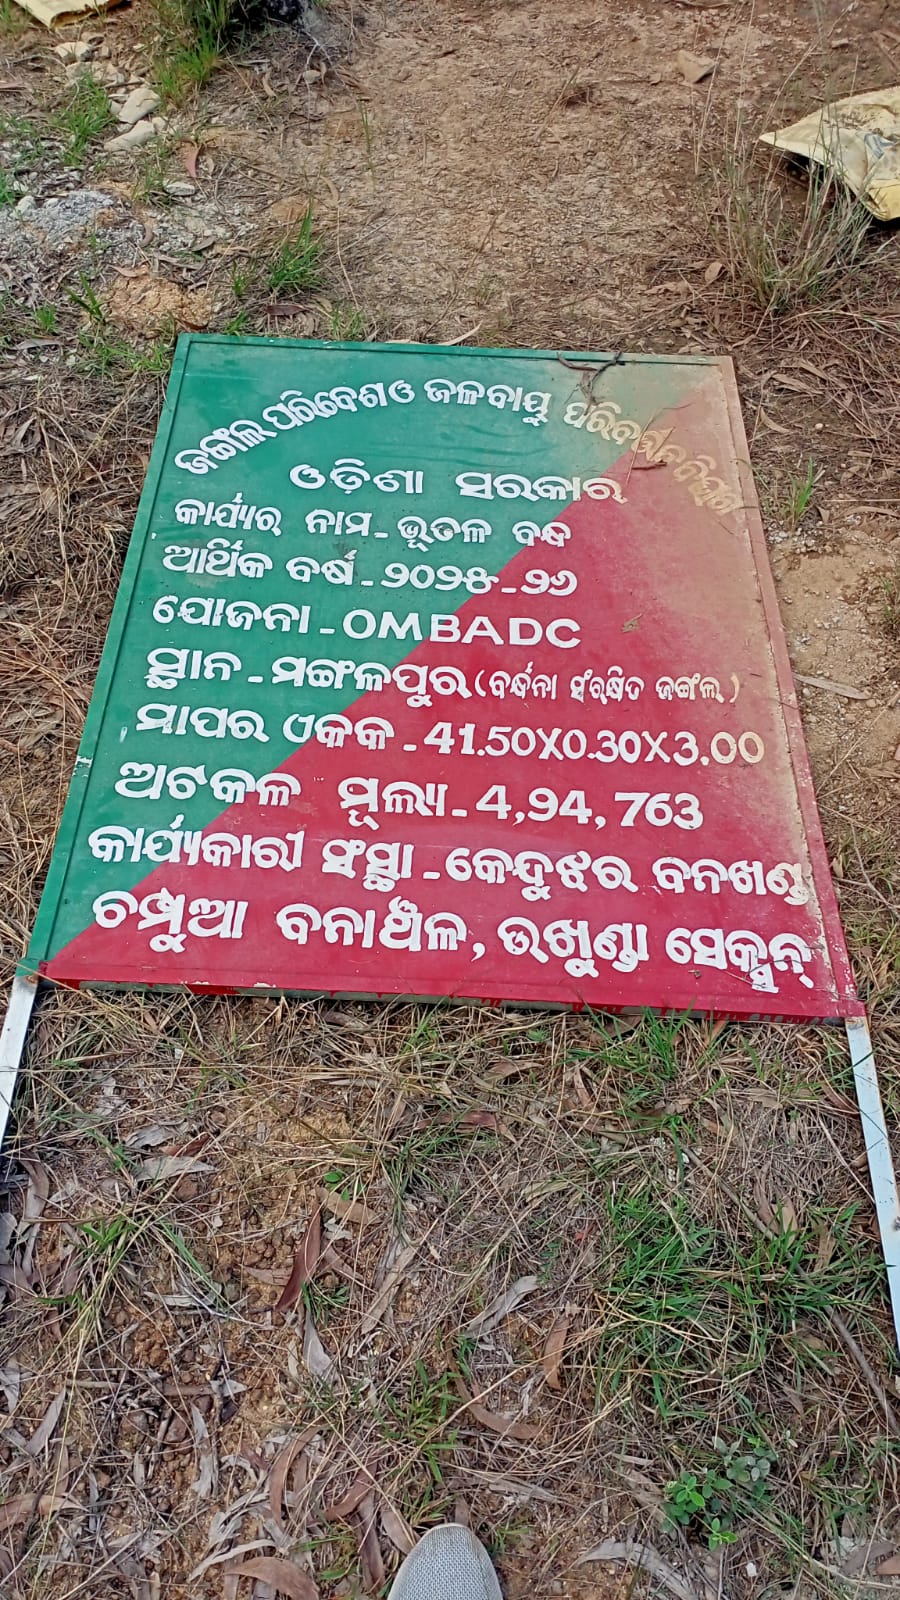 ଜଙ୍ଗଲ ପରିବେଶ ଓ ଜଳବାୟୁ ପରିବର୍ତ୍ତନ ବିଭାଗ
ଓଡ଼ିଶା ସରକାର
କାର୍ଯ୍ୟର ନାମ - ଭୂତଳ ବନ୍ଧ
ଆର୍ଥିକ ବର୍ଷ - ୨୦୨୫ - ୨୬
ଯୋଜନା - OMBADC
ସ୍ଥାନ - ମଙ୍ଗଳପୁର (ବର୍ଦ୍ଧନା ସଂରକ୍ଷିତ ଜଙ୍ଗଲ)
ମାପର ଏକକ - 41.50X0.30X3.00
ଅଟକଳ ମୂଲ୍ୟ - 4,94,763
କାର୍ଯ୍ୟକାରୀ ସଂସ୍ଥା - କେନ୍ଦୁଝର ବନଖଣ୍ଡ
ଚମ୍ପୁଆ ବନାଞ୍ଚଳ, ଉଖୁଣ୍ଡା ସେକ୍ସନ୍